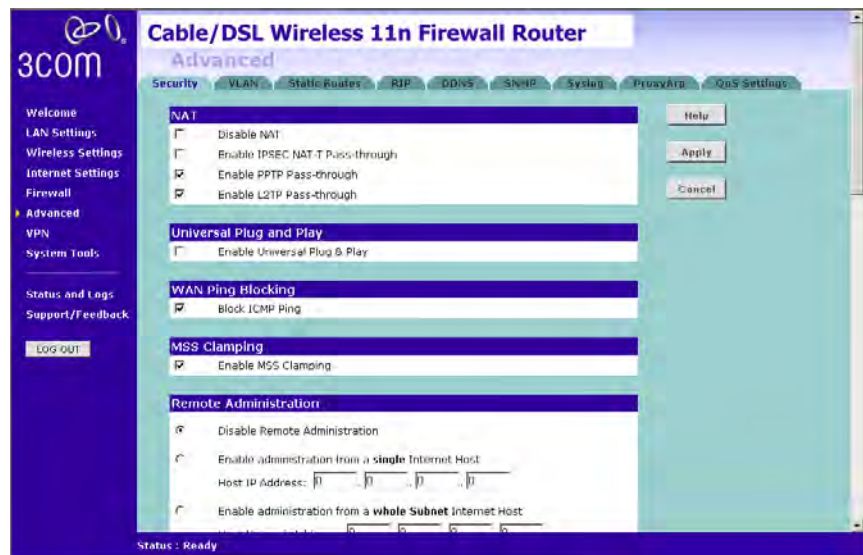 3COM
Cable/DSL Wireless 11n Firewall Router
Advanced
Security VLAN Static Routes RIP DDNS SNMP Syslog ProxyArp QoS Settings
Welcome
LAN Settings
Wireless Settings
Internet Settings
Firewall
Advanced
VPN
System Tools
Status and Logs
Support/Feedback
LOG OUT
NAT
Disable NAT
Enable IPSEC NAT-T Pass-through
Enable PPTP Pass-through
Enable L2TP Pass-through
Universal Plug and Play
Enable Universal Plug & Play
WAN Ping Blocking
Block ICMP Ping
MSS Clamping
Enable MSS Clamping
Remote Administration
Disable Remote Administration
Enable administration from a single Internet Host
Host IP Address: 0 . 0 . 0 . 0
Enable administration from a whole Subnet Internet Host
0 0 0 0
Help
Apply
Cancel
Status : Ready